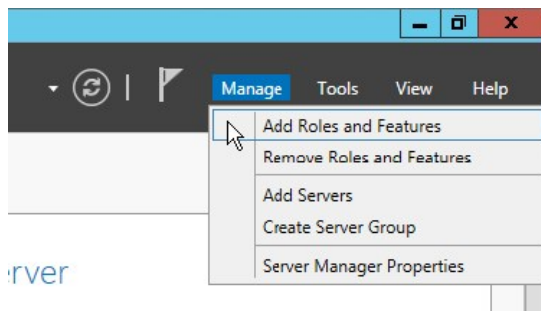 Manage Tools View Help
Add Roles and Features
Remove Roles and Features
Add Servers
Create Server Group
rver
Server Manager Properties